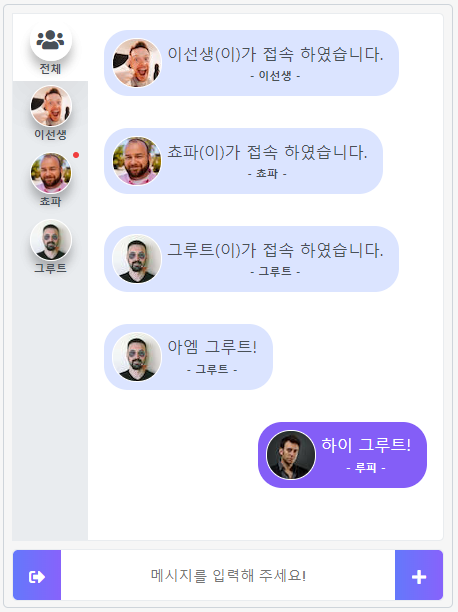 전체
이선생
쵸파
그루트
이선생(이)가 접속 하였습니다.
- 이선생 -
쵸파(이)가 접속 하였습니다.
- 쵸파 -
그루트(이)가 접속 하였습니다.
- 그루트 -
아엠 그루트!
- 그루트 -
하이 그루트!
- 루피 -
메시지를 입력해 주세요!